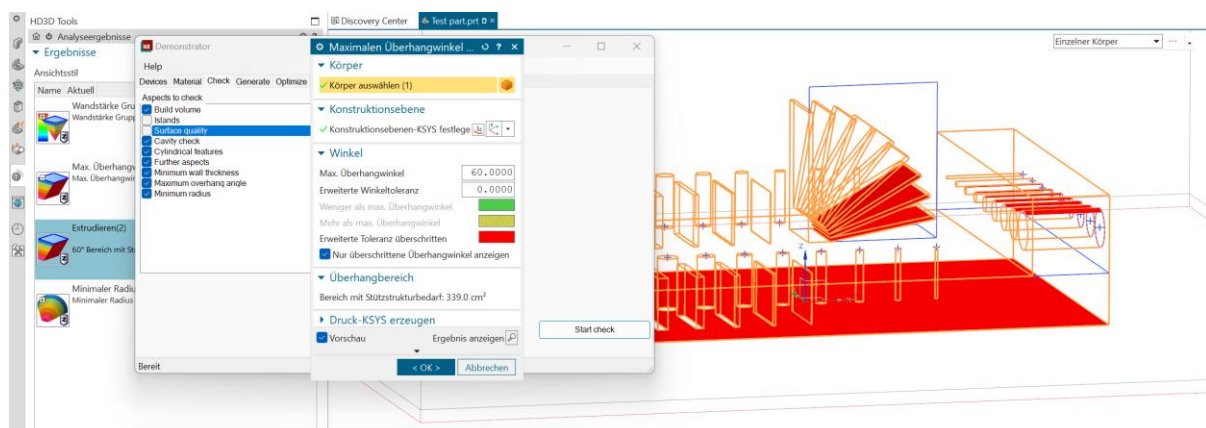 HD3D Tools
Analyseergebnisse
Ergebnisse
Ansichtsstil
Name Aktuell
Wandstärke Gru
Wandstärke Grupp
Max. Überhangw
Max. Überhangwin
Extrudieren(2)
60° Bereich mit St
Minimaler Radiu
Minimaler Radius
Demonstrator
Help
Devices Material Check Generate Optimize
Aspects to check
Build volume
Islands
Surface quality
Cavity check
Cylindrical features
Further aspects
Minimum wall thickness
Maximum overhang angle
Minimum radius
Bereit
Start check
Maximalen Überhangwinkel ...
Körper
Körper auswählen (1)
Konstruktionsebene
Konstruktionsebenen-KSYS festlege
Winkel
Max. Überhangwinkel 60.0000
Erweiterte Winkeltoleranz 0.0000
Weniger als max. Überhangwinkel
Mehr als max. Überhangwinkel
Erweiterte Toleranz überschritten
Nur überschrittene Überhangwinkel anzeigen
Überhangbereich
Bereich mit Stützstrukturbedarf: 339.0 cm²
Druck-KSYS erzeugen
Vorschau Ergebnis anzeigen
< OK > Abbrechen
Discovery Center
Test part.prt
Einzelner Körper
Z